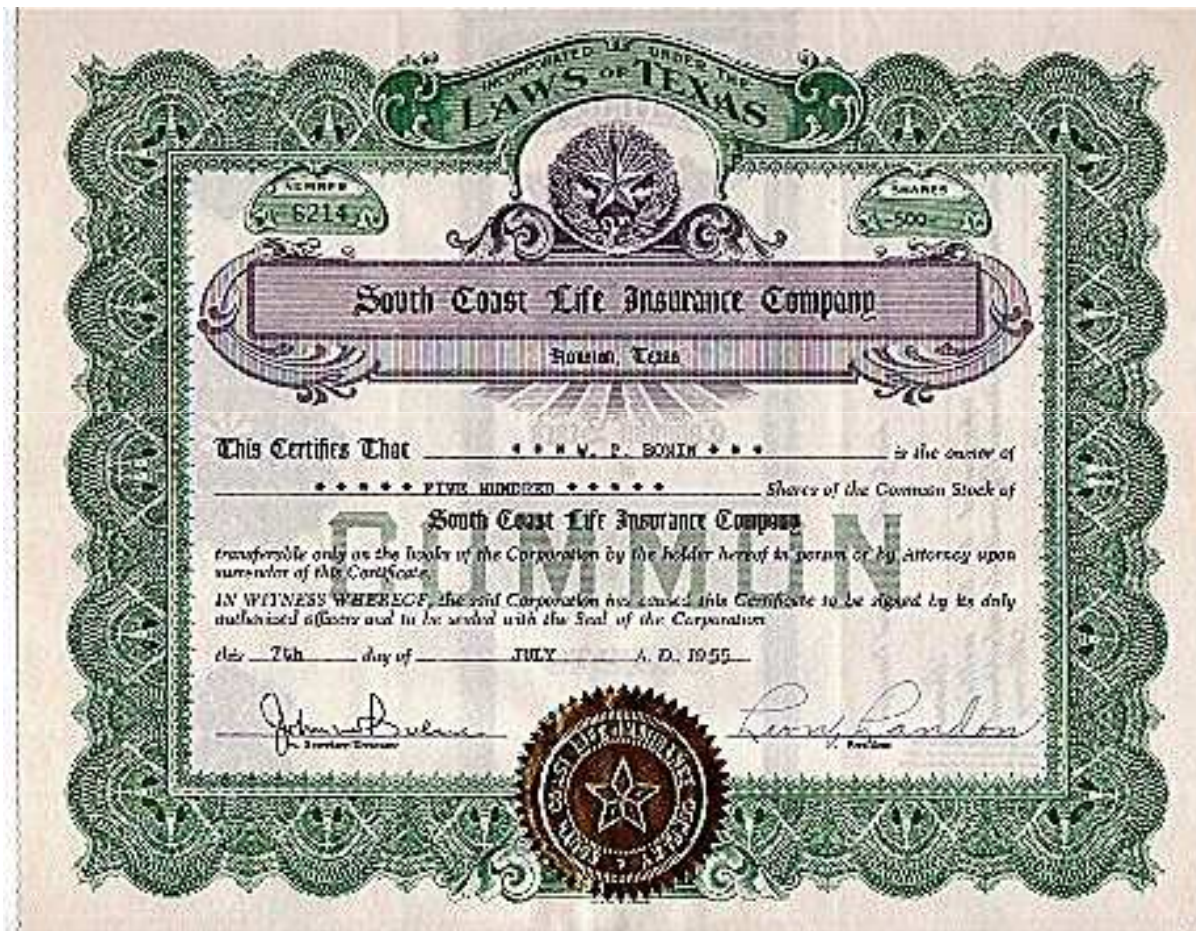 INCORPORATED UNDER THE
LAWS OF TEXAS
NUMBER
6214
SHARES
-500-
South Coast Life Insurance Company
Houston, Texas
This Certifies That * * * W. P. BONIN * * * is the owner of
* * * * * FIVE HUNDRED * * * * * Shares of the Common Stock of
South Coast Life Insurance Company
COMMON
transferable only on the books of the Corporation by the holder hereof in person or by Attorney upon
surrender of this Certificate.
IN WITNESS WHEREOF, the said Corporation has caused this Certificate to be signed by its duly
authorized officers and to be sealed with the Seal of the Corporation
this 7th day of JULY A. D. 1955
Leon Landon
Secretary-Treasurer
President